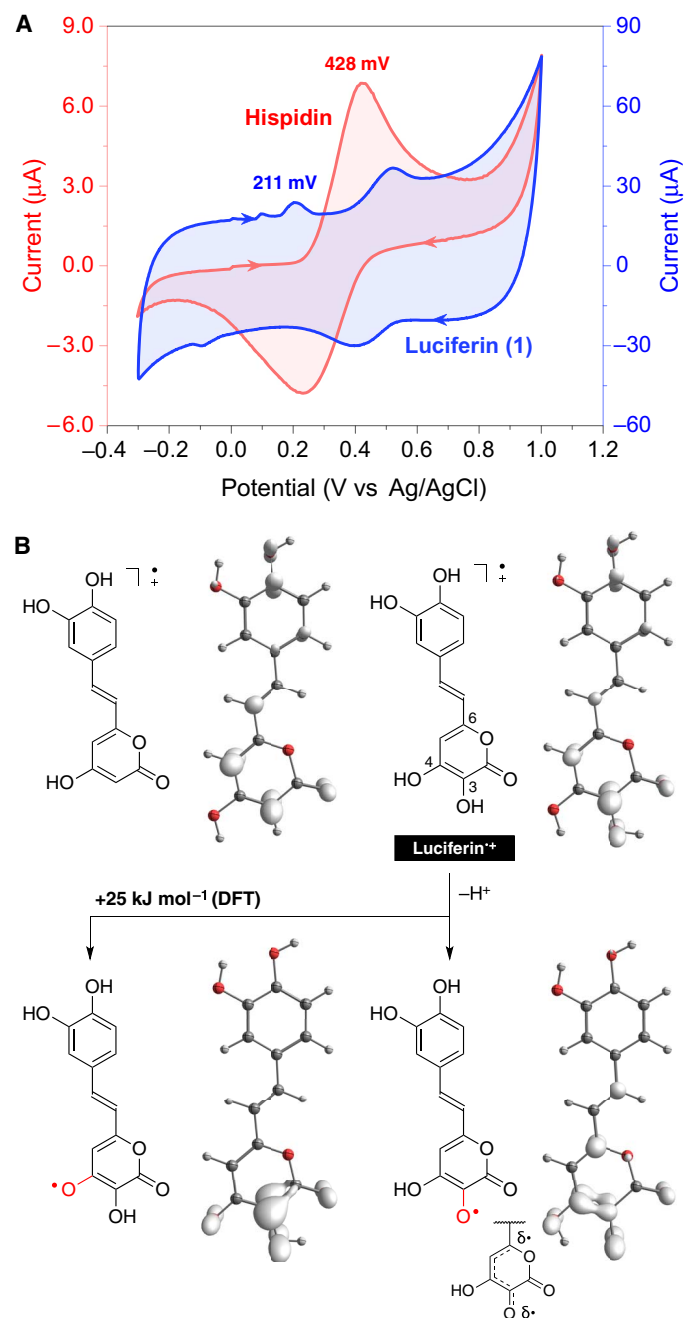 A
9.0
6.0
3.0
0.0
−3.0
−6.0
Current (μA)
428 mV
Hispidin
211 mV
Luciferin (1)
90
60
30
0
−30
−60
Current (μA)
−0.4
−0.2
0.0
0.2
0.4
0.6
0.8
1.0
1.2
Potential (V vs Ag/AgCl)
B
OH
HO
•
+
O
HO
O
OH
HO
•
+
6
O
4
HO
3
O
OH
Luciferin•+
+25 kJ mol−1 (DFT)
−H+
OH
HO
O
•O
O
OH
OH
HO
O
HO
O
O•
δ•
O
HO
O
O δ•